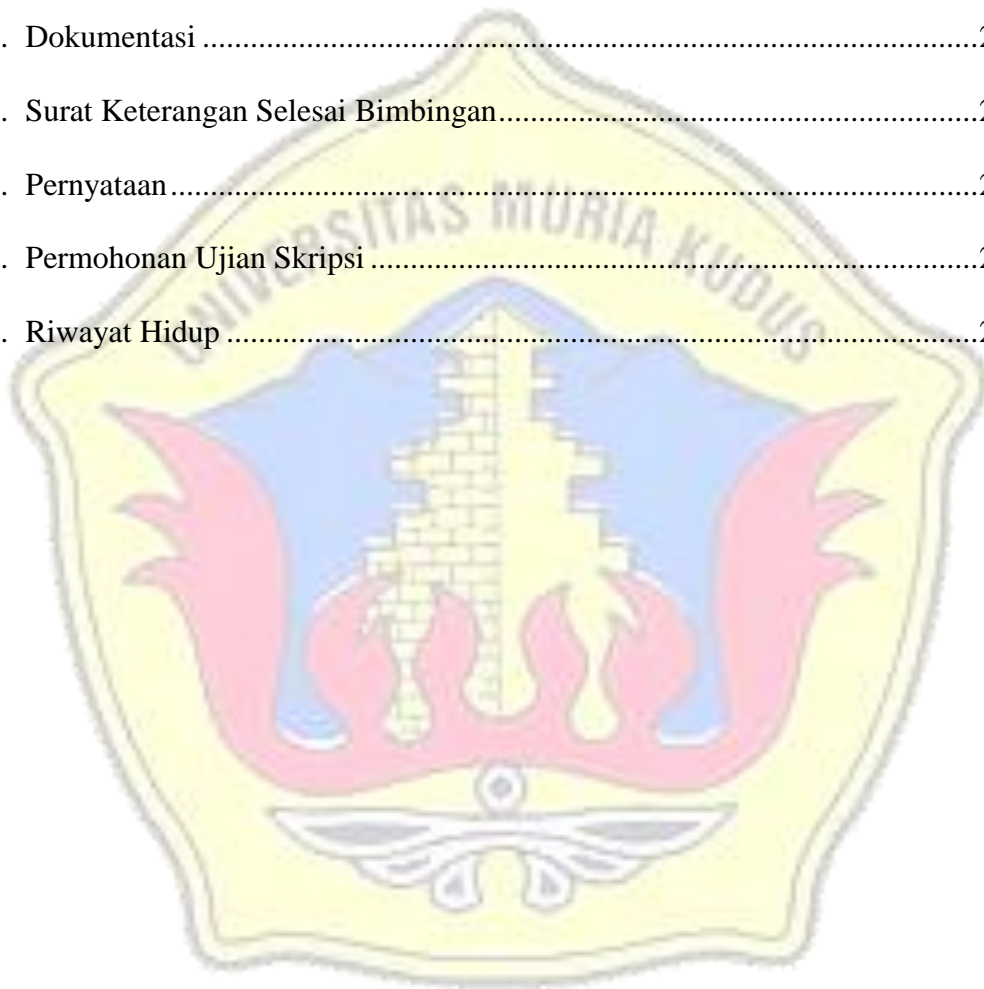 . Dokumentasi ................................................................................................2
. Surat Keterangan Selesai Bimbingan............................................................2
. Pernyataan....................................................................................................2
. Permohonan Ujian Skripsi ...........................................................................2
. Riwayat Hidup .............................................................................................2
UNIVERSITAS MURIA KUDUS